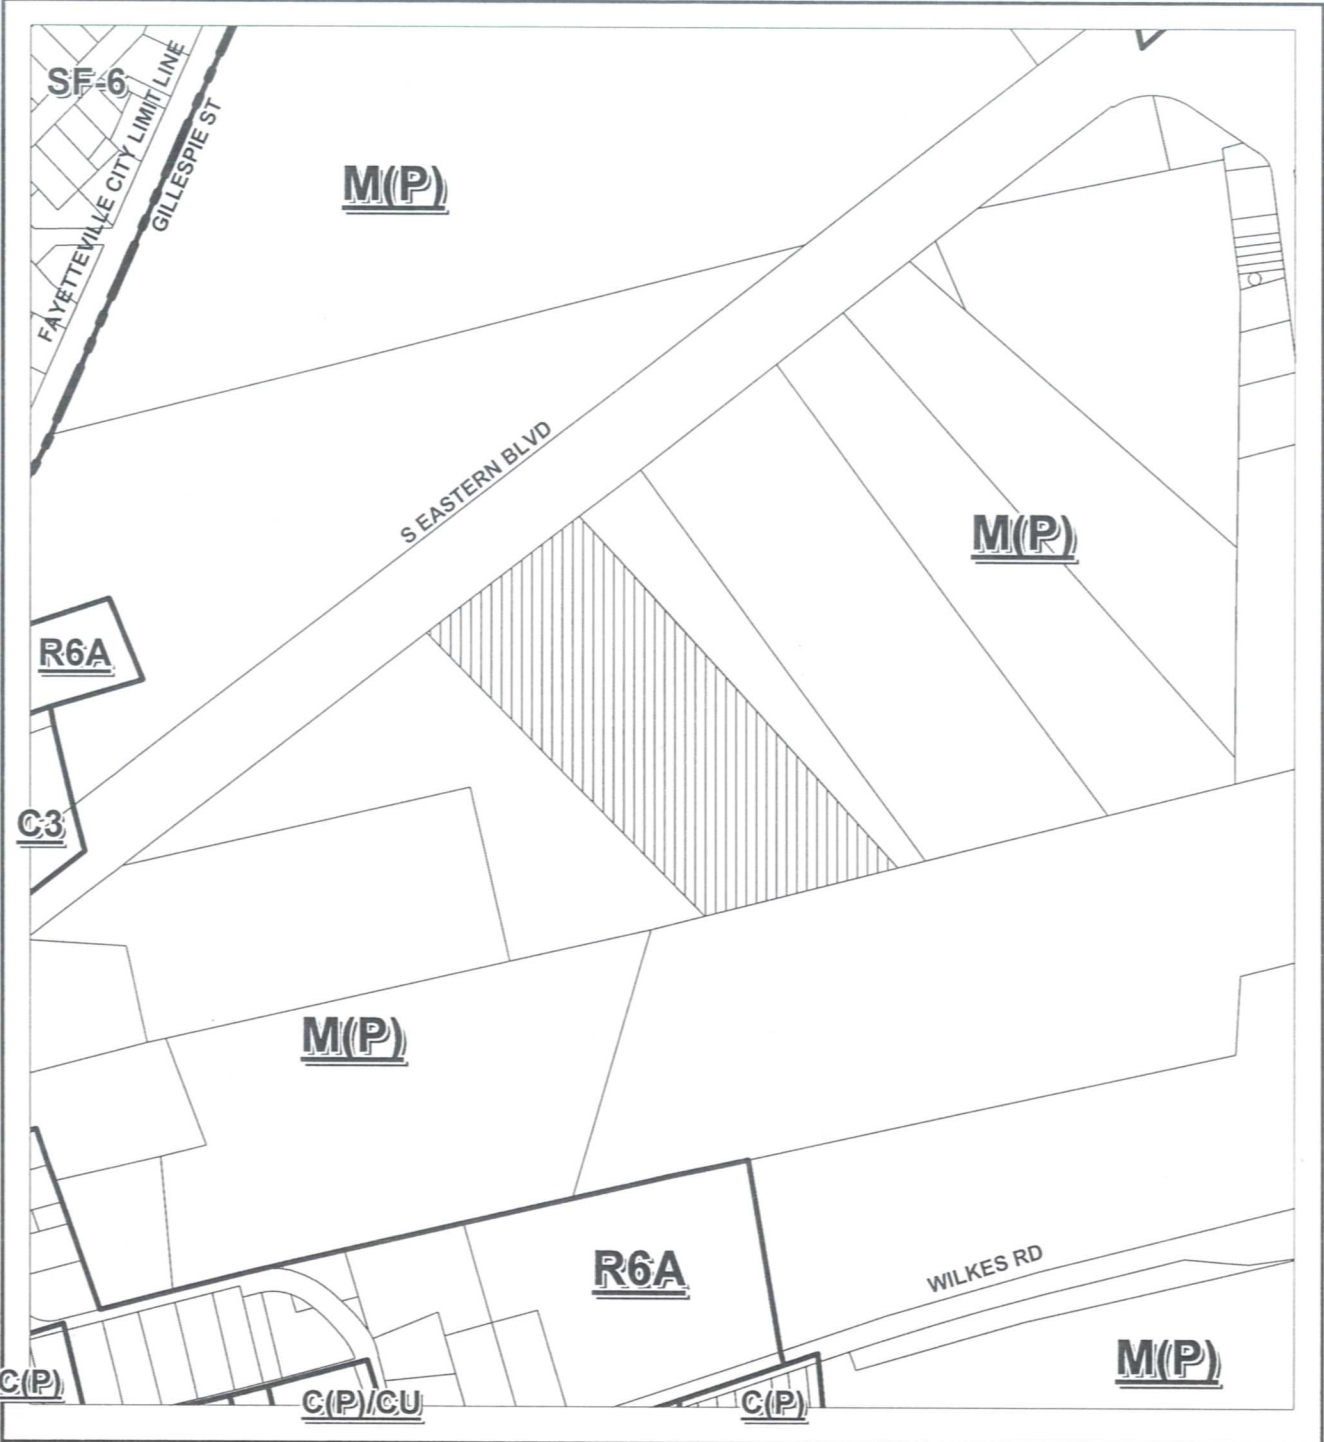 SF-6
FAYETTEVILLE CITY LIMIT LINE
GILLESPIE ST
M(P)
S EASTERN BLVD
M(P)
R6A
C3
M(P)
R6A
WILKES RD
M(P)
C(P)
C(P)/CU
C(P)